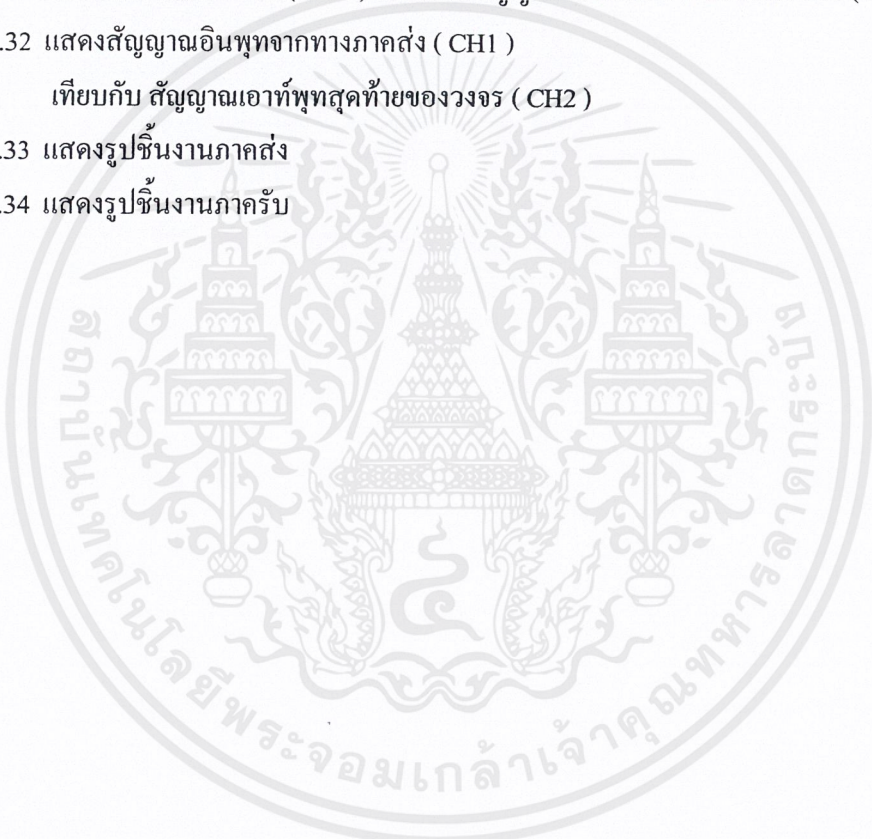 .32 แสดงสัญญาณอินพุทจากทางภาคส่ง ( CH1 )
เทียบกับ สัญญาณเอาท์พุทสุดท้ายของวงจร ( CH2 )
.33 แสดงรูปชิ้นงานภาคส่ง
.34 แสดงรูปชิ้นงานภาครับ
สถาบันเทคโนโลยีพระจอมเกล้าเจ้าคุณทหารลาดกระบัง